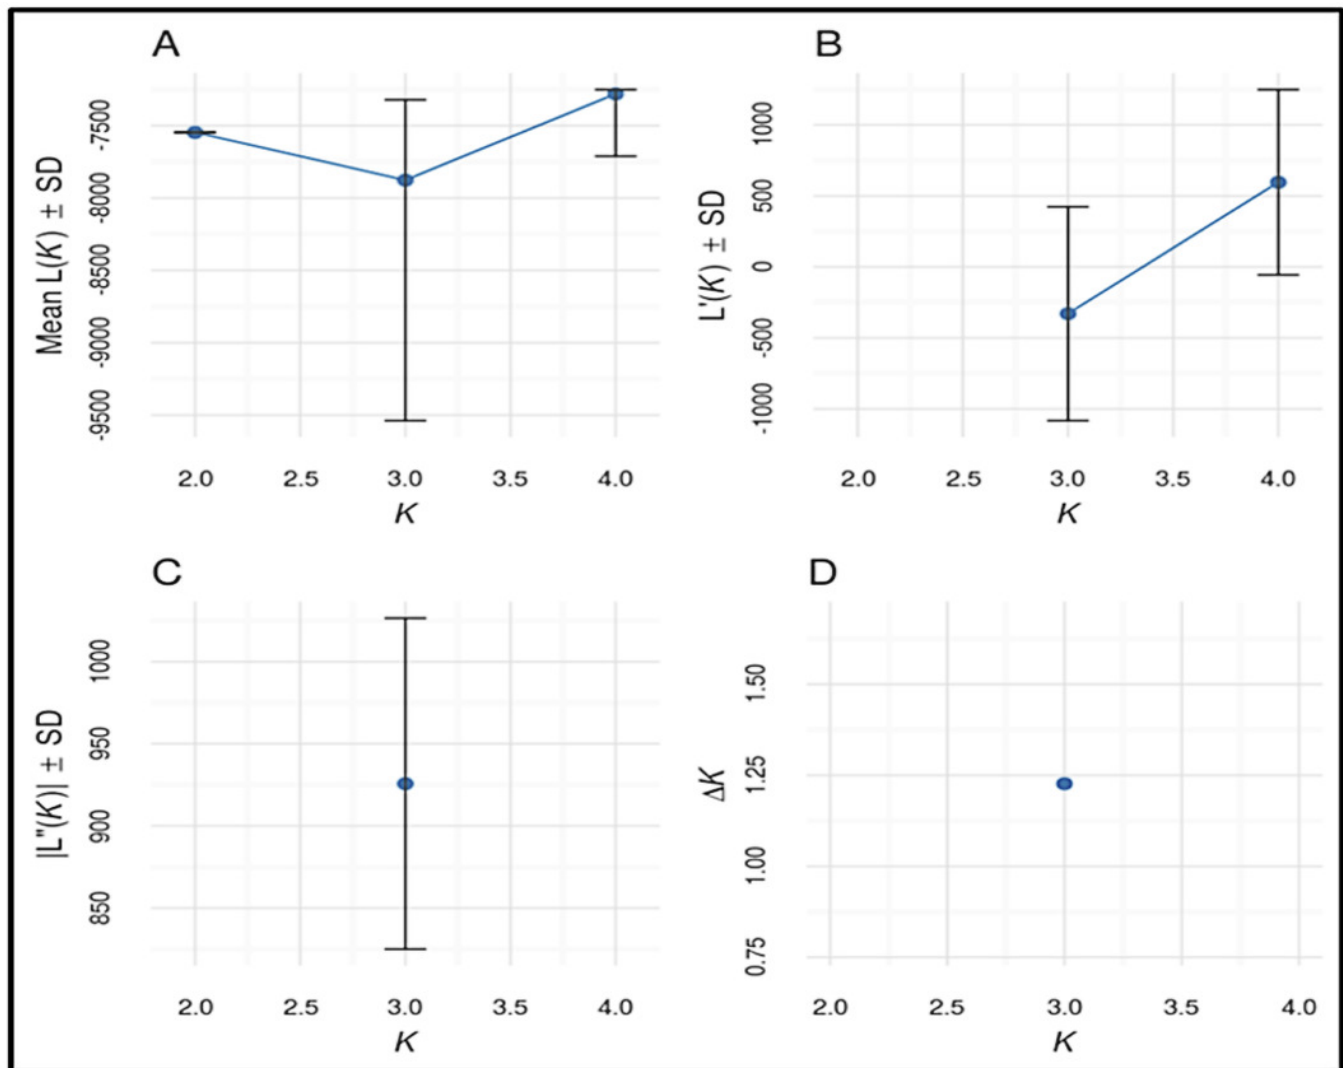 A
Mean L(K) ± SD
-7500
-8000
-8500
-9000
-9500
2.0 2.5 3.0 3.5 4.0
K
B
L'(K) ± SD
1000
500
0
-500
-1000
2.0 2.5 3.0 3.5 4.0
K
C
|L"(K)| ± SD
1000
950
900
850
2.0 2.5 3.0 3.5 4.0
K
D
ΔK
1.50
1.25
1.00
0.75
2.0 2.5 3.0 3.5 4.0
K